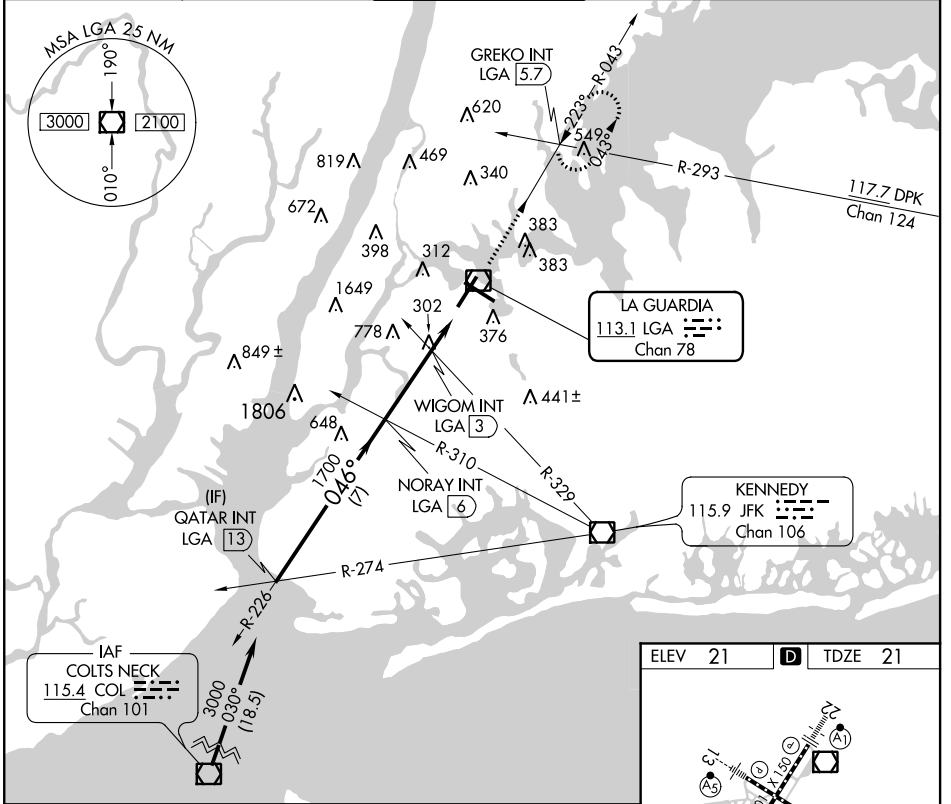 MSA LGA 25 NM
190°
3000
2100
010°
GREKO INT
LGA 5.7
R-043
223°
043°
620
549
819
469
340
R-293
117.7 DPK
Chan 124
672
398
383
383
312
1649
302
778
376
LA GUARDIA
113.1 LGA
Chan 78
849 ±
1806
441±
WIGOM INT
LGA 3
648
R-310
R-329
1700
046°
(7)
NORAY INT
LGA 6
KENNEDY
115.9 JFK
Chan 106
(IF)
QATAR INT
LGA 13
R-274
R-226
IAF
COLTS NECK
115.4 COL
Chan 101
3000
030°
(18.5)
ELEV 21 D TDZE 21
22
A1
P
13
P
A5
X 150